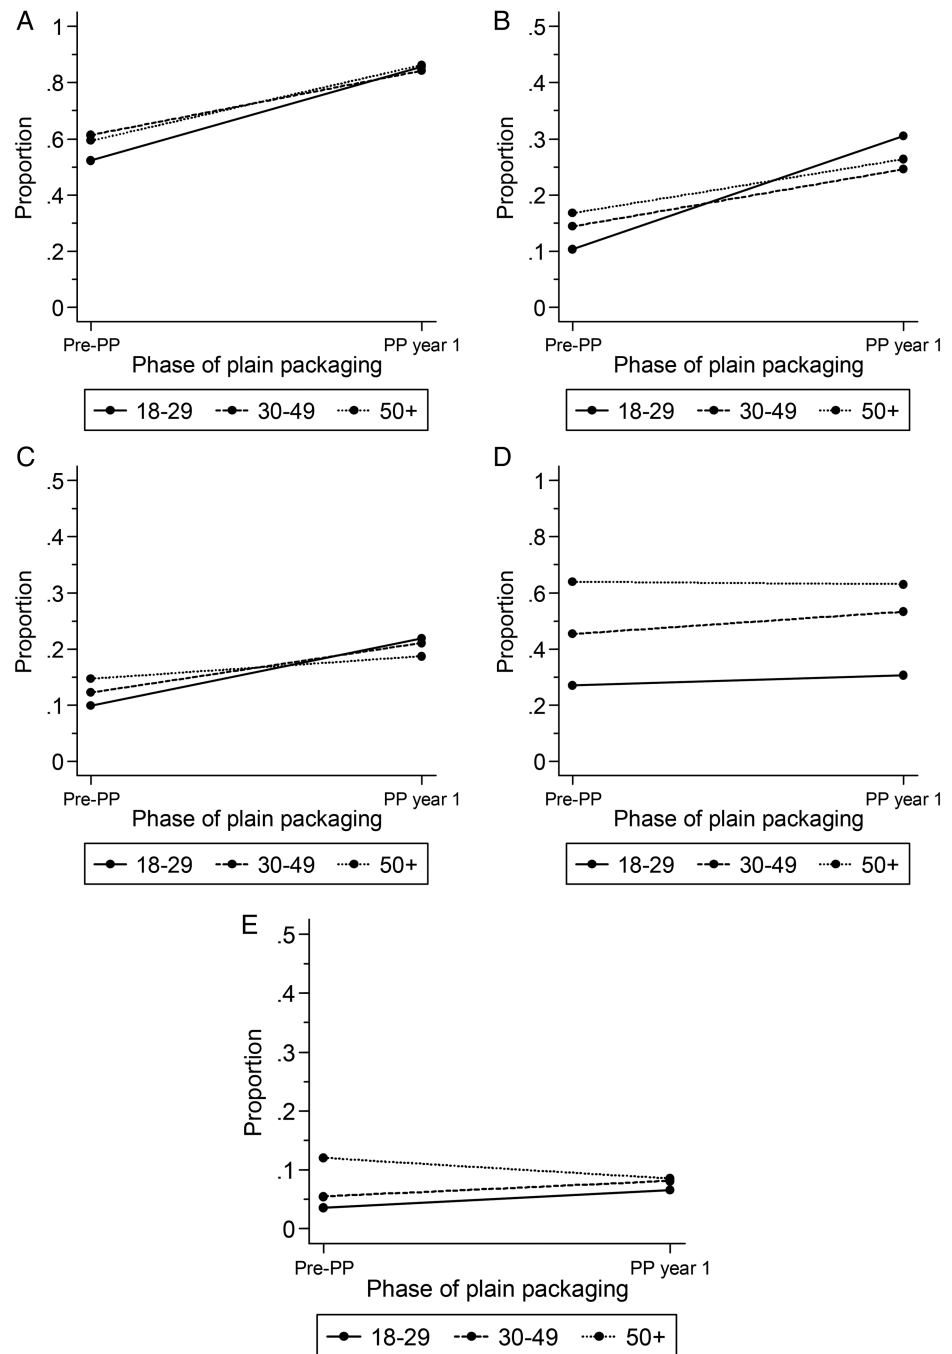 A
1
.8
.6
.4
.2
0
Proportion
Pre-PP PP year 1
Phase of plain packaging
18-29 30-49 50+
B
.5
.4
.3
.2
.1
0
Proportion
Pre-PP PP year 1
Phase of plain packaging
18-29 30-49 50+
C
.5
.4
.3
.2
.1
0
Proportion
Pre-PP PP year 1
Phase of plain packaging
18-29 30-49 50+
D
1
.8
.6
.4
.2
0
Proportion
Pre-PP PP year 1
Phase of plain packaging
18-29 30-49 50+
E
.5
.4
.3
.2
.1
0
Proportion
Pre-PP PP year 1
Phase of plain packaging
18-29 30-49 50+